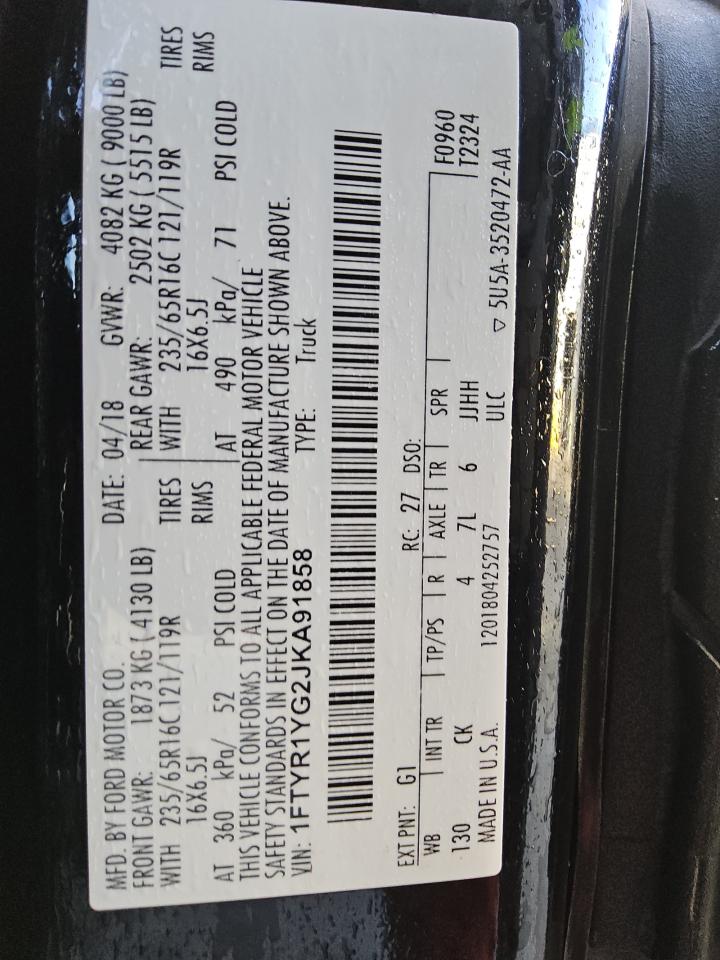 MFD. BY FORD MOTOR CO. DATE: 04/18 GVWR: 4082 KG ( 9000 LB)
FRONT GAWR: 1873 KG ( 4130 LB) REAR GAWR: 2502 KG ( 5515 LB)
WITH 235/65R16C 121/119R TIRES WITH 235/65R16C 121/119R TIRES
16X6.5J RIMS 16X6.5J RIMS
AT 360 kPa/ 52 PSI COLD AT 490 kPa/ 71 PSI COLD
THIS VEHICLE CONFORMS TO ALL APPLICABLE FEDERAL MOTOR VEHICLE
SAFETY STANDARDS IN EFFECT ON THE DATE OF MANUFACTURE SHOWN ABOVE.
VIN: 1FTYR1YG2JKA91858 TYPE: Truck
EXT PNT: G1 RC: 27 DSO: F0960
WB INT TR TP/PS R AXLE TR SPR T2324
130 CK 4 7L 6 JJHH
MADE IN U.S.A. 1201804252757 ULC ▽ 5U5A-3520472-AA